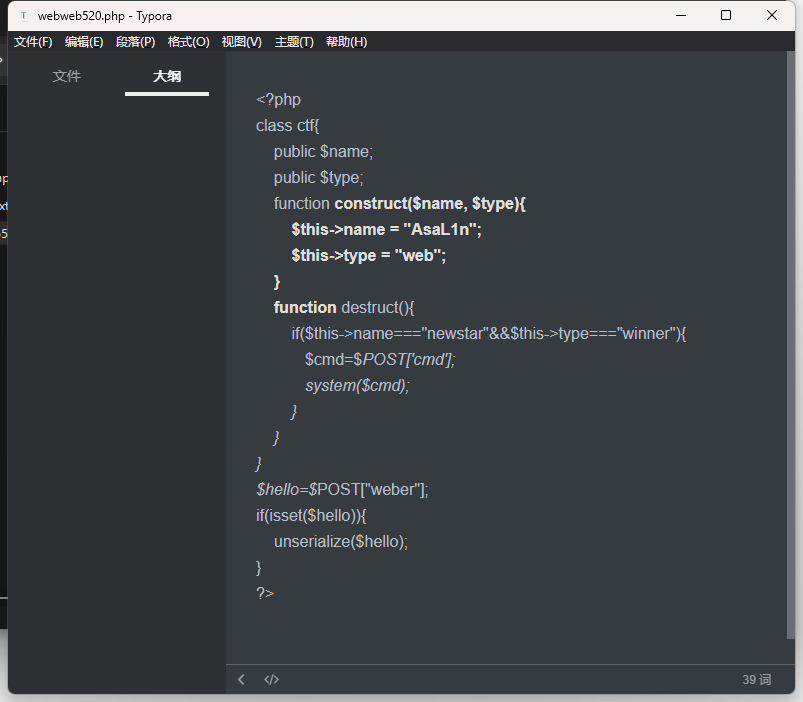 webweb520.php - Typora
文件(F) 编辑(E) 段落(P) 格式(O) 视图(V) 主题(T) 帮助(H)
文件 大纲
<?php
class ctf{
public $name;
public $type;
function construct($name, $type){
$this->name = "AsaL1n";
$this->type = "web";
}
function destruct(){
if($this->name==="newstar"&&$this->type==="winner"){
$cmd=$POST['cmd'];
system($cmd);
}
}
}
$hello=$POST["weber"];
if(isset($hello)){
unserialize($hello);
}
?>
39 词